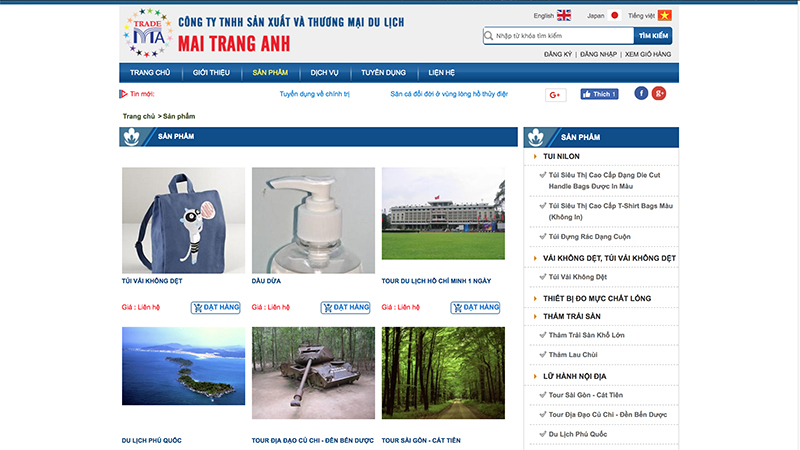 English Japan Tiếng việt
TRADE
MTA
CÔNG TY TNHH SẢN XUẤT VÀ THƯƠNG MẠI DU LỊCH
MAI TRANG ANH
Nhập từ khóa tìm kiếm TÌM KIẾM
ĐĂNG KÝ | ĐĂNG NHẬP | XEM GIỎ HÀNG
TRANG CHỦ GIỚI THIỆU SẢN PHẨM DỊCH VỤ TUYỂN DỤNG LIÊN HỆ
Tin mới: Tuyển dụng về chính trị Săn cá đổi đời ở vùng lòng hồ thủy điện
G+ Thích 1 f g+
Trang chủ > Sản phẩm
SẢN PHẨM
TÚI VẢI KHÔNG DỆT
Giá : Liên hệ ĐẶT HÀNG
DẦU DỪA
Giá : Liên hệ ĐẶT HÀNG
TOUR DU LỊCH HỒ CHÍ MINH 1 NGÀY
Giá : Liên hệ ĐẶT HÀNG
DU LỊCH PHÚ QUỐC
TOUR ĐỊA ĐẠO CỦ CHI - ĐỀN BẾN DƯỢC
TOUR SÀI GÒN - CÁT TIÊN
SẢN PHẨM
TUI NILON
Túi Siêu Thị Cao Cấp Dạng Die Cut
Handle Bags Được In Màu
Túi Siêu Thị Cao Cấp T-Shirt Bags Màu
(Không In)
Túi Đựng Rác Dạng Cuộn
VẢI KHÔNG DỆT, TÚI VẢI KHÔNG DỆT
Túi Vải Không Dệt
THIẾT BỊ ĐO MỰC CHẤT LỎNG
THẢM TRẢI SÀN
Thảm Trải Sàn Khổ Lớn
Thảm Lau Chùi
LỮ HÀNH NỘI ĐỊA
Tour Sài Gòn - Cát Tiên
Tour Địa Đạo Củ Chi - Đền Bến Dược
Du Lịch Phú Quốc